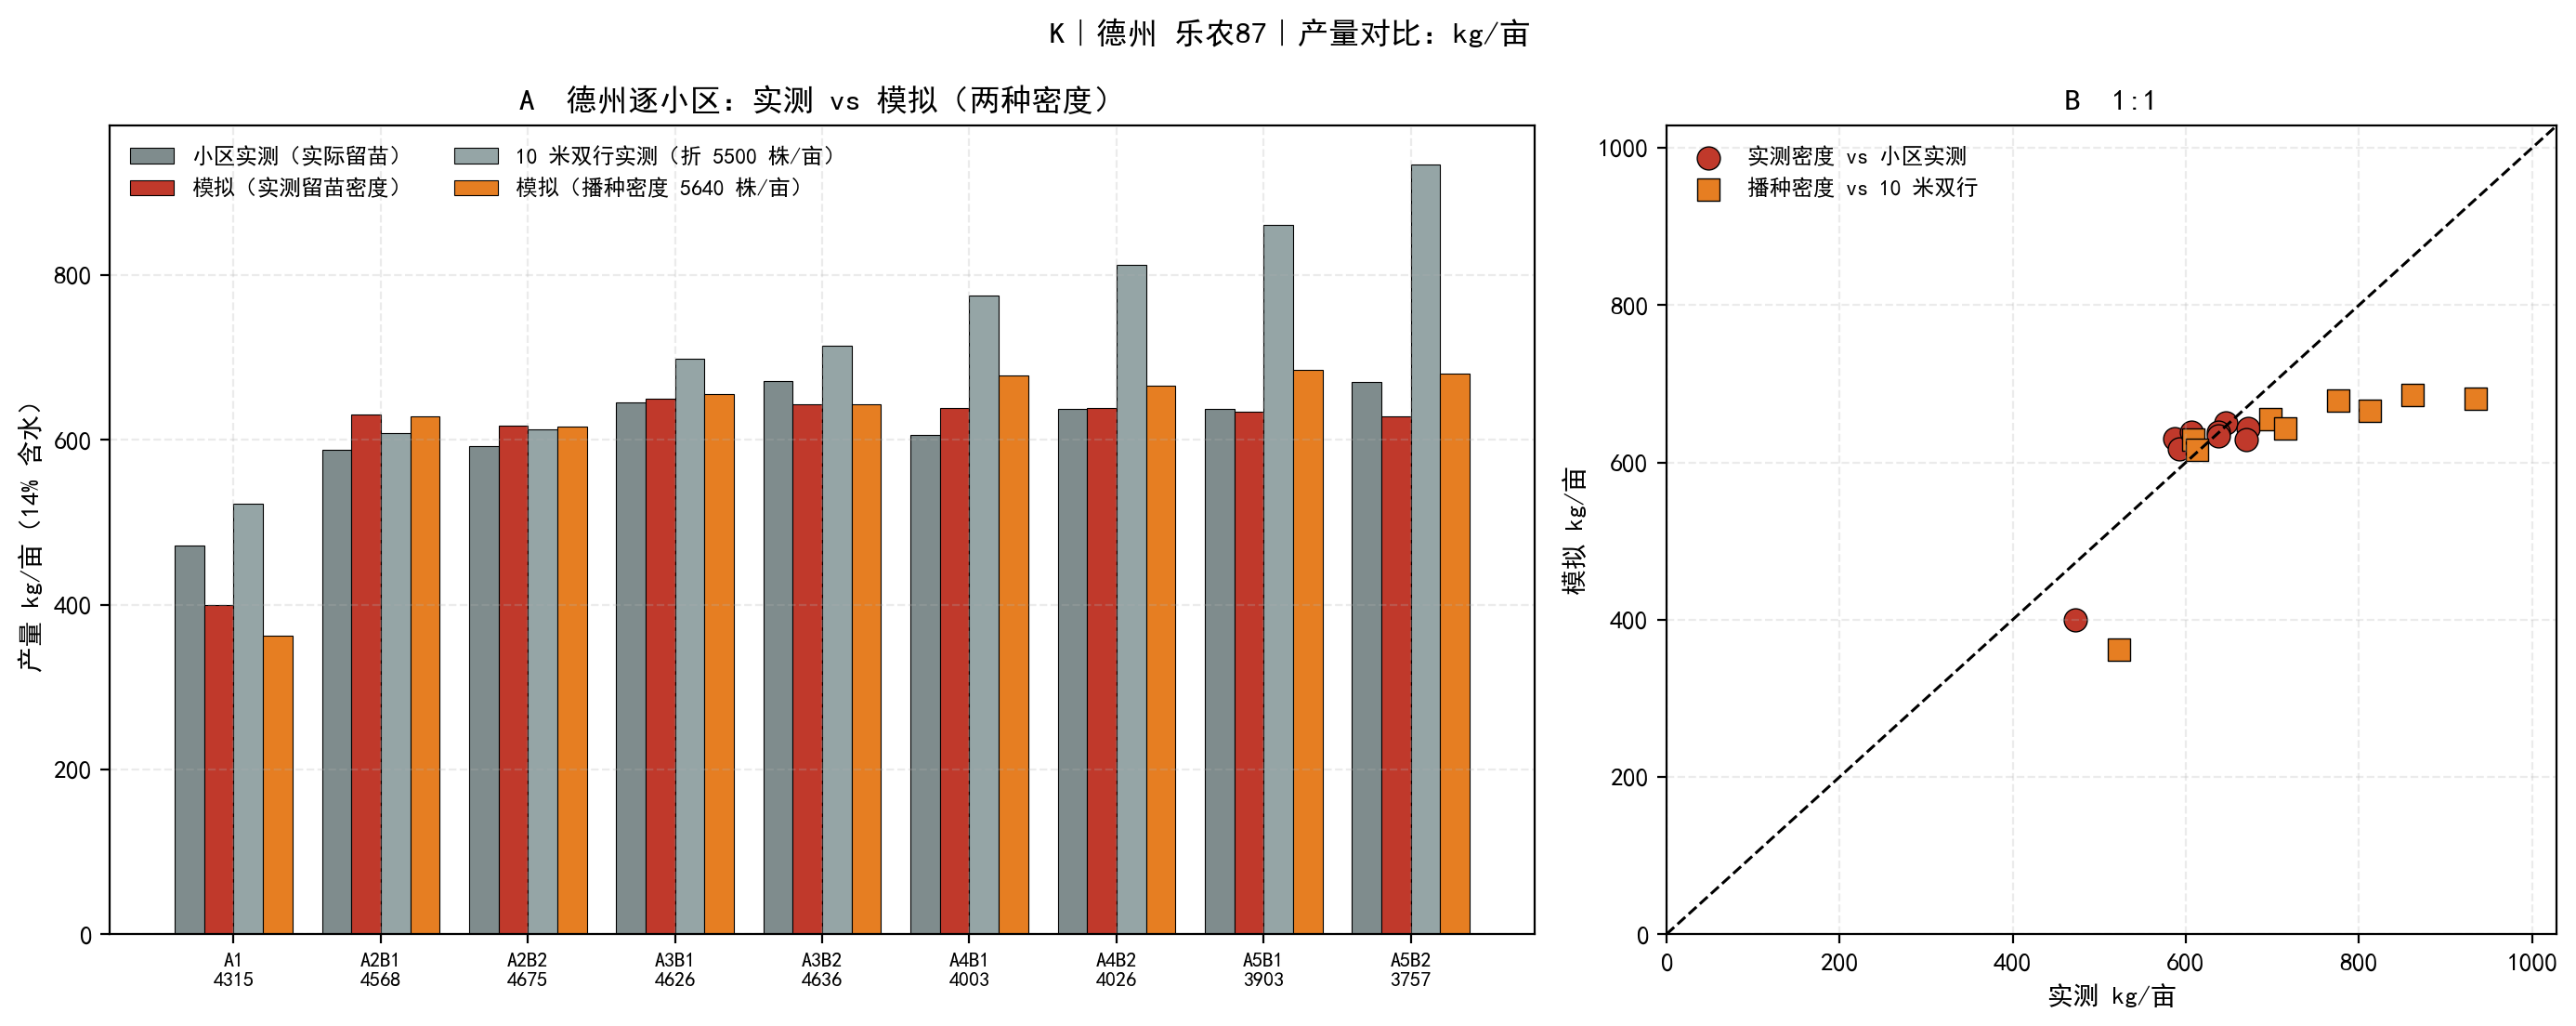 K｜德州 乐农87｜产量对比：kg/亩
A  德州逐小区：实测 vs 模拟（两种密度）
小区实测（实际留苗）
模拟（实测留苗密度）
10 米双行实测（折 5500 株/亩）
模拟（播种密度 5640 株/亩）
产量 kg/亩（14% 含水）
800
600
400
200
0
A1
4315
A2B1
4568
A2B2
4675
A3B1
4626
A3B2
4636
A4B1
4003
A4B2
4026
A5B1
3903
A5B2
3757
B  1:1
实测密度 vs 小区实测
播种密度 vs 10 米双行
模拟 kg/亩
1000
800
600
400
200
0
0
200
400
600
800
1000
实测 kg/亩